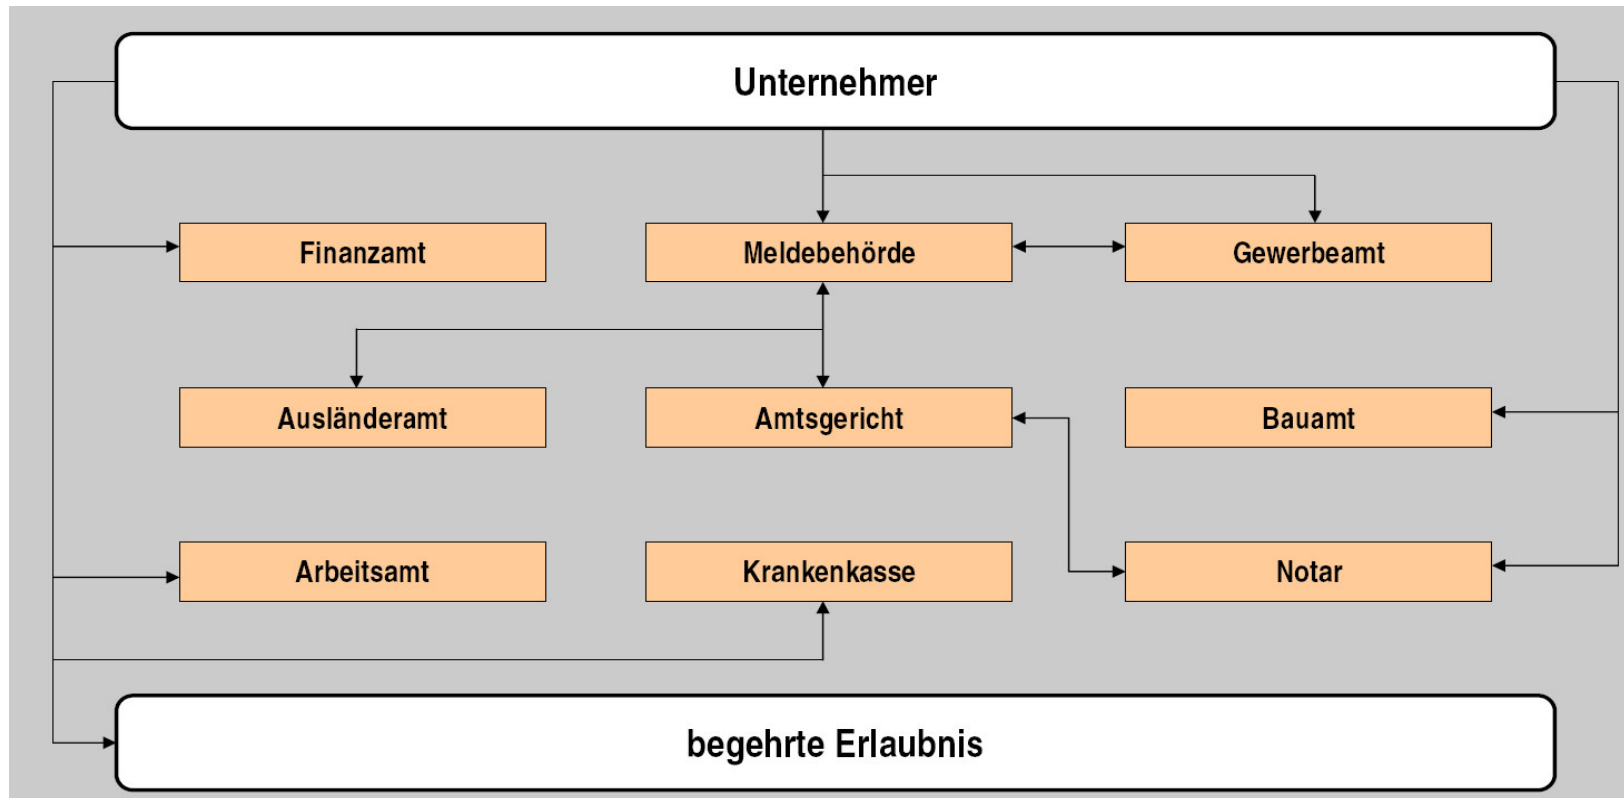 Unternehmer
Finanzamt
Meldebehörde
Gewerbeamt
Ausländeramt
Amtsgericht
Bauamt
Arbeitsamt
Krankenkasse
Notar
begehrte Erlaubnis